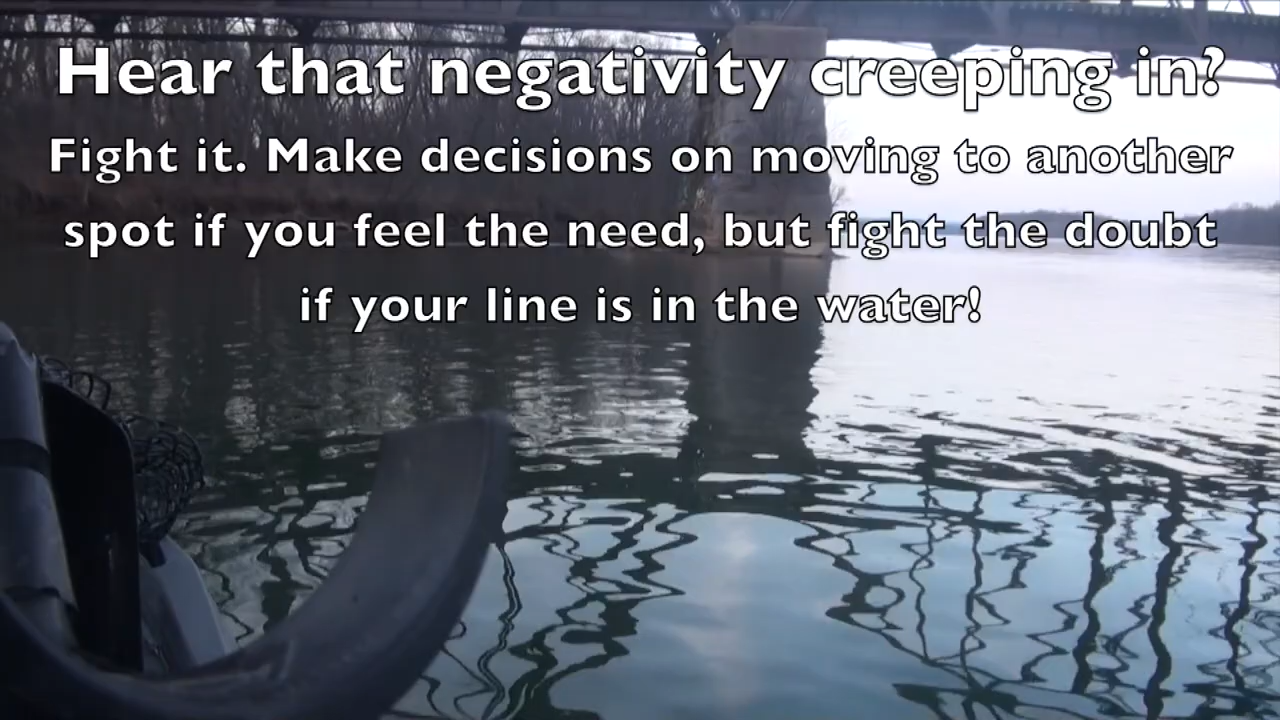 Hear that negativity creeping in?
Fight it. Make decisions on moving to another
spot if you feel the need, but fight the doubt
if your line is in the water!